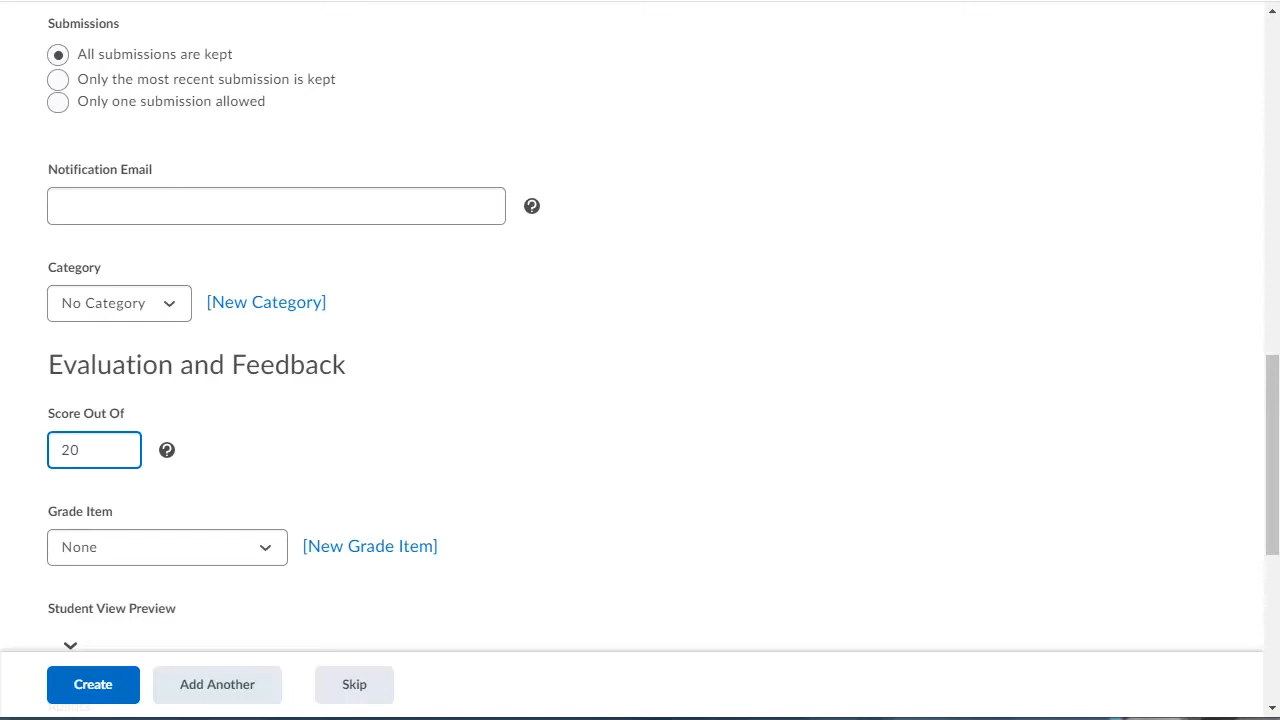 Submissions
All submissions are kept
Only the most recent submission is kept
Only one submission allowed
Notification Email
Category
No Category
[New Category]
Evaluation and Feedback
Score Out Of
20
Grade Item
None
[New Grade Item]
Student View Preview
Create
Add Another
Skip
Rubrics